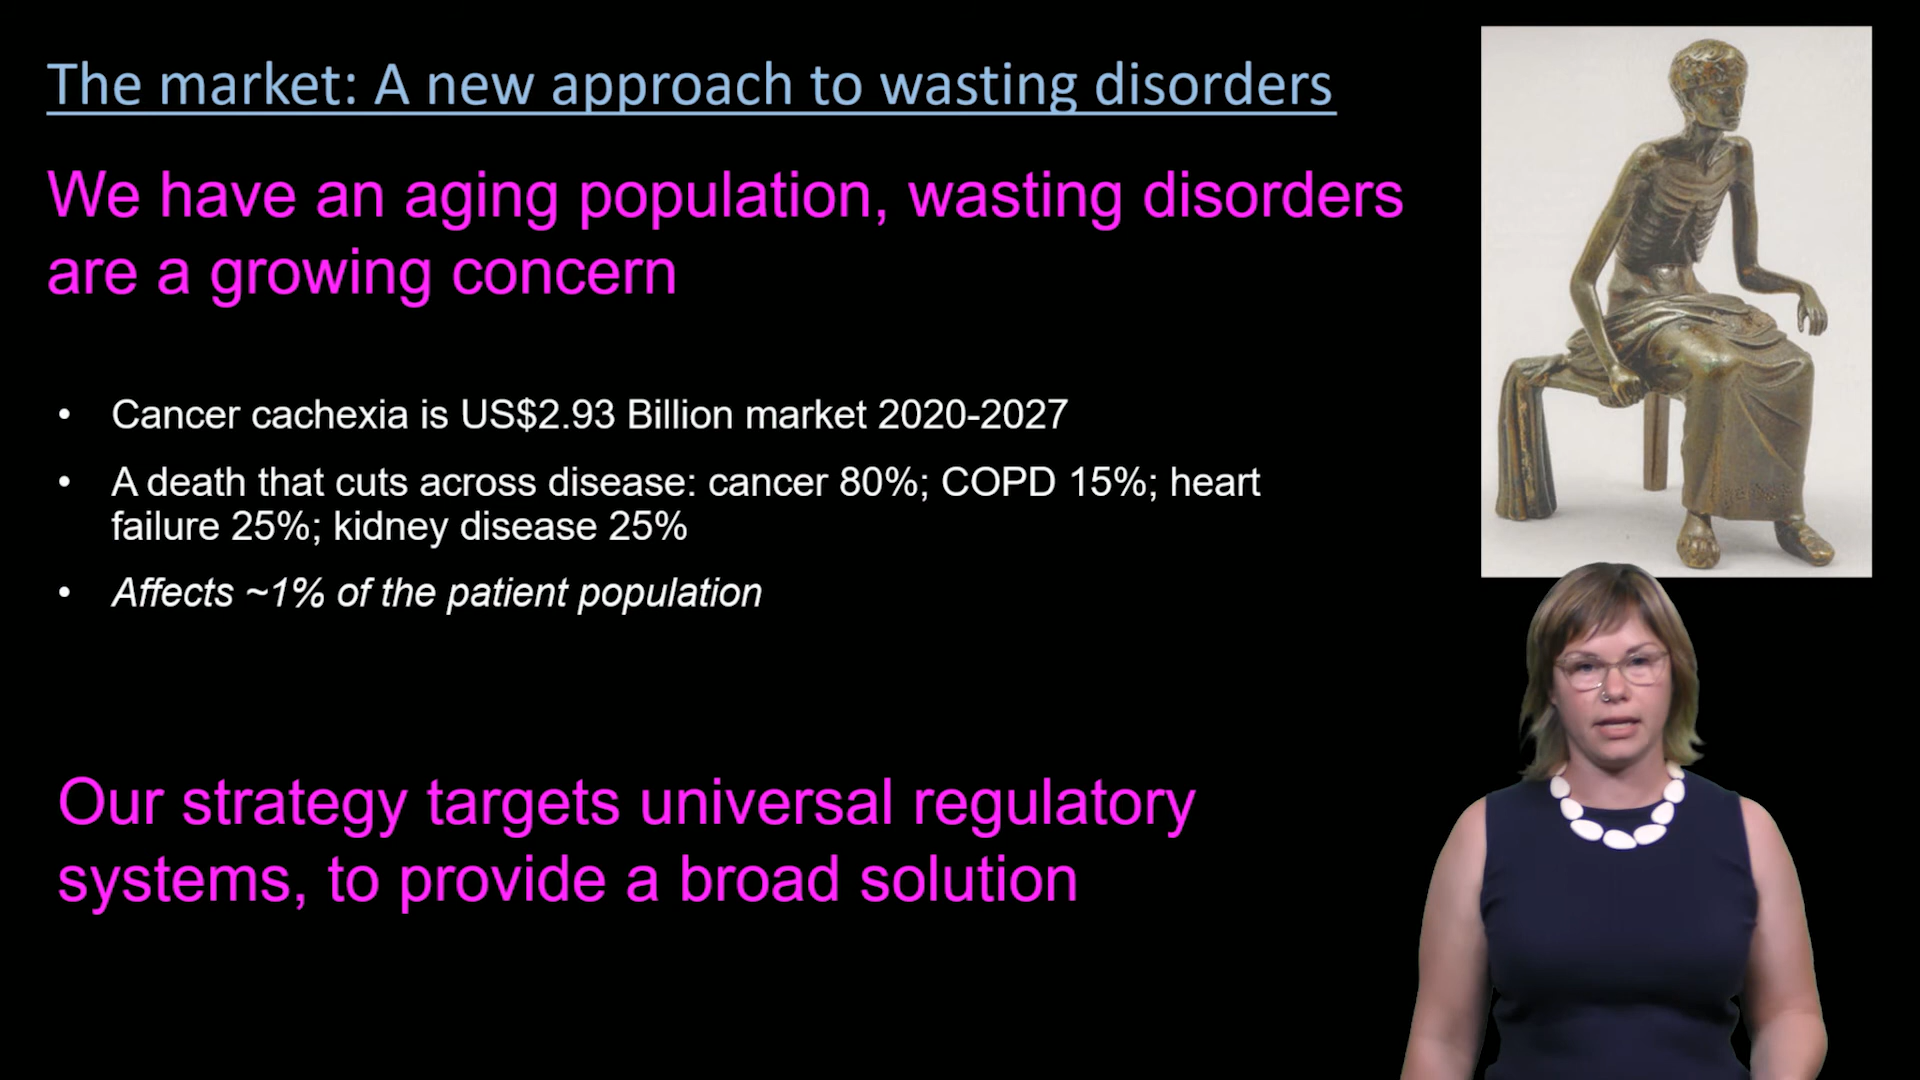 The market: A new approach to wasting disorders
We have an aging population, wasting disorders
are a growing concern
• Cancer cachexia is US$2.93 Billion market 2020-2027
• A death that cuts across disease: cancer 80%; COPD 15%; heart
failure 25%; kidney disease 25%
• Affects ~1% of the patient population
Our strategy targets universal regulatory
systems, to provide a broad solution